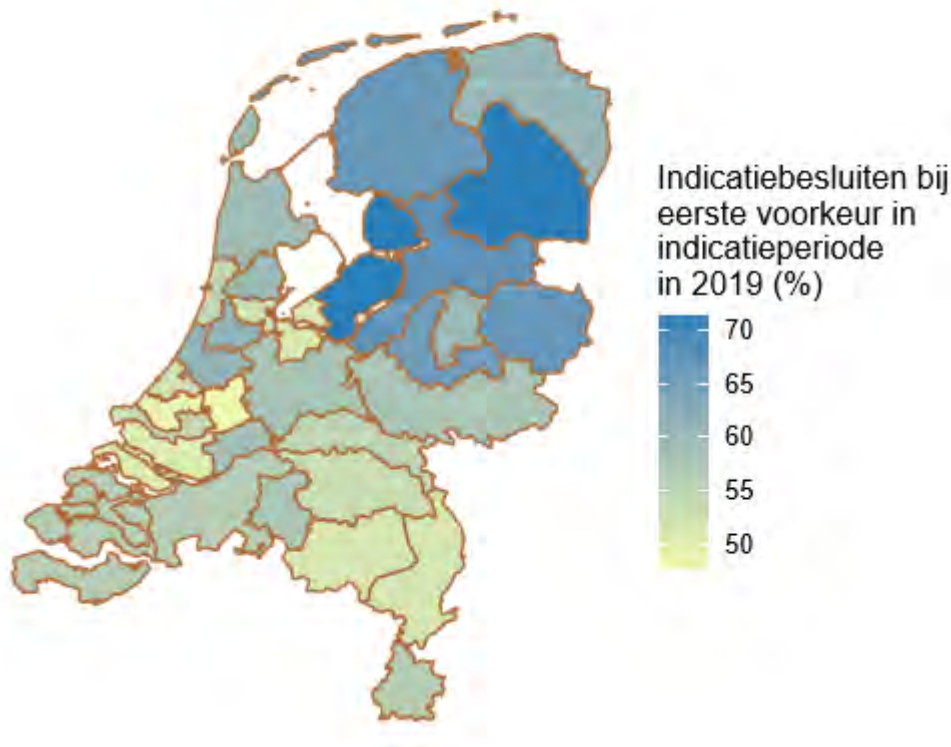 Indicatiebesluiten bij
eerste voorkeur in
indicatieperiode
in 2019 (%)
70
65
60
55
50